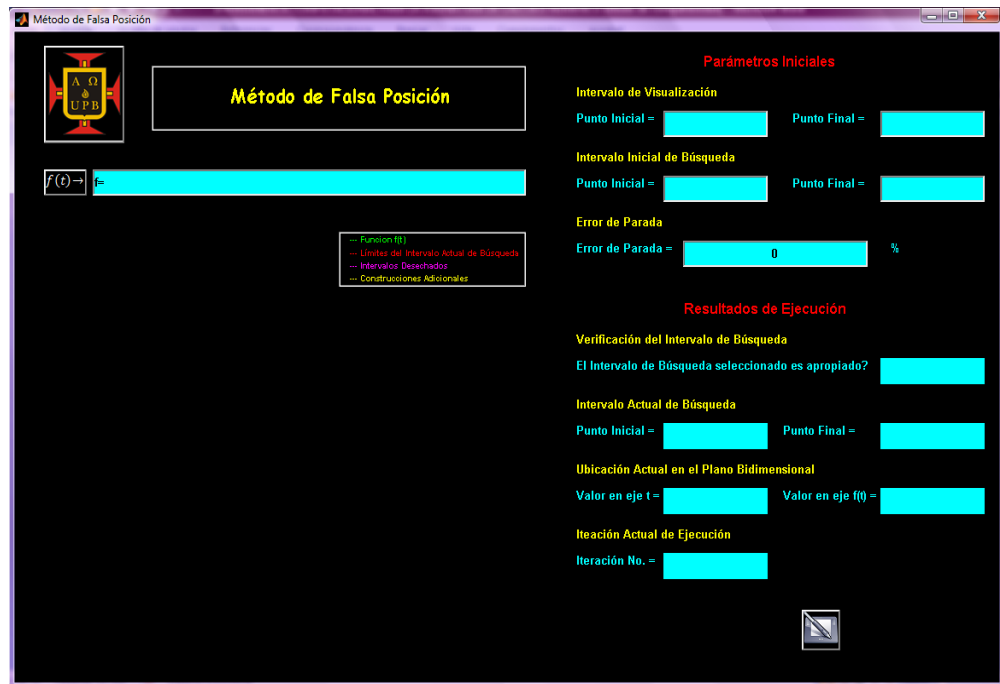 Método de Falsa Posición
Α Ω
UPB
Método de Falsa Posición
f(t)→
f=
--- Funcion f(t)
--- Límites del Intervalo Actual de Búsqueda
--- Intervalos Desechados
--- Construcciones Adicionales
Parámetros Iniciales
Intervalo de Visualización
Punto Inicial =
Punto Final =
Intervalo Inicial de Búsqueda
Punto Inicial =
Punto Final =
Error de Parada
Error de Parada =
0
%
Resultados de Ejecución
Verificación del Intervalo de Búsqueda
El Intervalo de Búsqueda seleccionado es apropiado?
Intervalo Actual de Búsqueda
Punto Inicial =
Punto Final =
Ubicación Actual en el Plano Bidimensional
Valor en eje t =
Valor en eje f(t) =
Iteación Actual de Ejecución
Iteración No. =